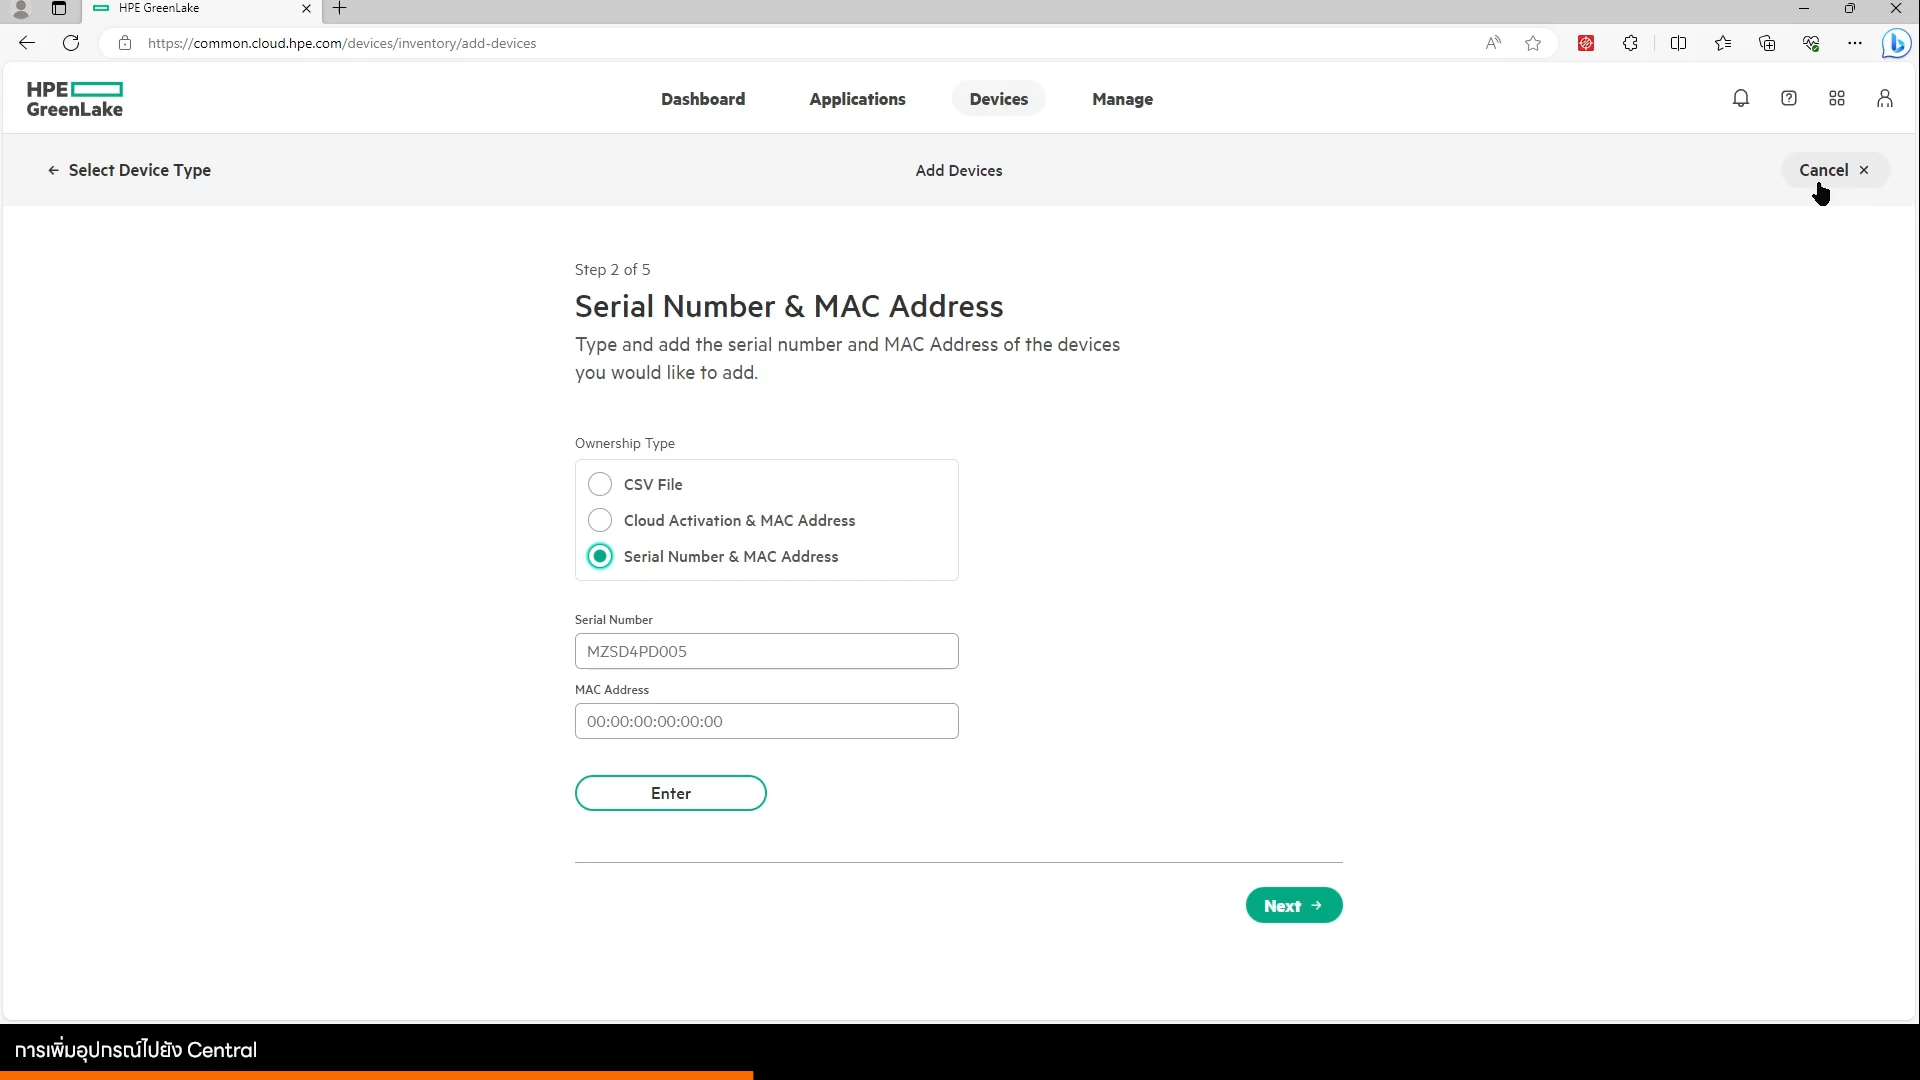 HPE GreenLake
https://common.cloud.hpe.com/devices/inventory/add-devices
HPE
GreenLake
Dashboard
Applications
Devices
Manage
Select Device Type
Add Devices
Cancel
Step 2 of 5
Serial Number & MAC Address
Type and add the serial number and MAC Address of the devices
you would like to add.
Ownership Type
CSV File
Cloud Activation & MAC Address
Serial Number & MAC Address
Serial Number
MZSD4PD005
MAC Address
00:00:00:00:00:00
Enter
Next
การเพิ่มอุปกรณ์ไปยัง Central